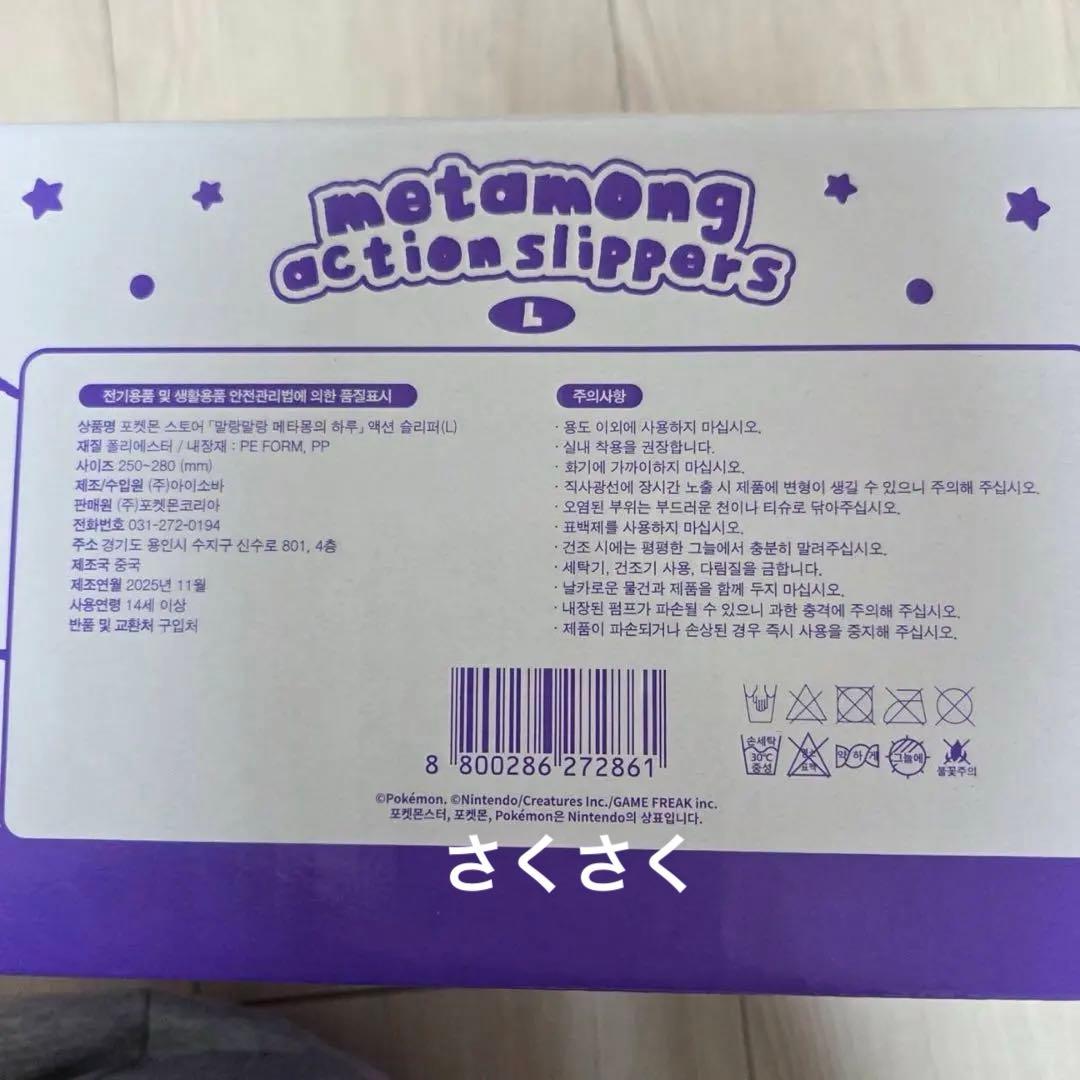 metamong
action slippers
L
전기용품 및 생활용품 안전관리법에 의한 품질표시
상품명 포켓몬 스토어 「말랑말랑 메타몽의 하루」 액션 슬리퍼(L)
재질 폴리에스터 / 내장재 : PE FORM, PP
사이즈 250~280 (mm)
제조/수입원 (주)아이소바
판매원 (주)포켓몬코리아
전화번호 031-272-0194
주소 경기도 용인시 수지구 신수로 801, 4층
제조국 중국
제조연월 2025년 11월
사용연령 14세 이상
반품 및 교환처 구입처
주의사항
· 용도 이외에 사용하지 마십시오.
· 실내 착용을 권장합니다.
· 화기에 가까이하지 마십시오.
· 직사광선에 장시간 노출 시 제품에 변형이 생길 수 있으니 주의해 주십시오.
· 오염된 부위는 부드러운 천이나 티슈로 닦아주십시오.
· 표백제를 사용하지 마십시오.
· 건조 시에는 평평한 그늘에서 충분히 말려주십시오.
· 세탁기, 건조기 사용, 다림질을 금합니다.
· 날카로운 물건과 제품을 함께 두지 마십시오.
· 내장된 펌프가 파손될 수 있으니 과한 충격에 주의해 주십시오.
· 제품이 파손되거나 손상된 경우 즉시 사용을 중지해 주십시오.
8 800286 272861
손세탁
30℃
중성
염소
표백
약하게
그늘에
불꽃주의
©Pokémon. ©Nintendo/Creatures Inc./GAME FREAK inc.
포켓몬스터, 포켓몬, Pokémon은 Nintendo의 상표입니다.
さくさく